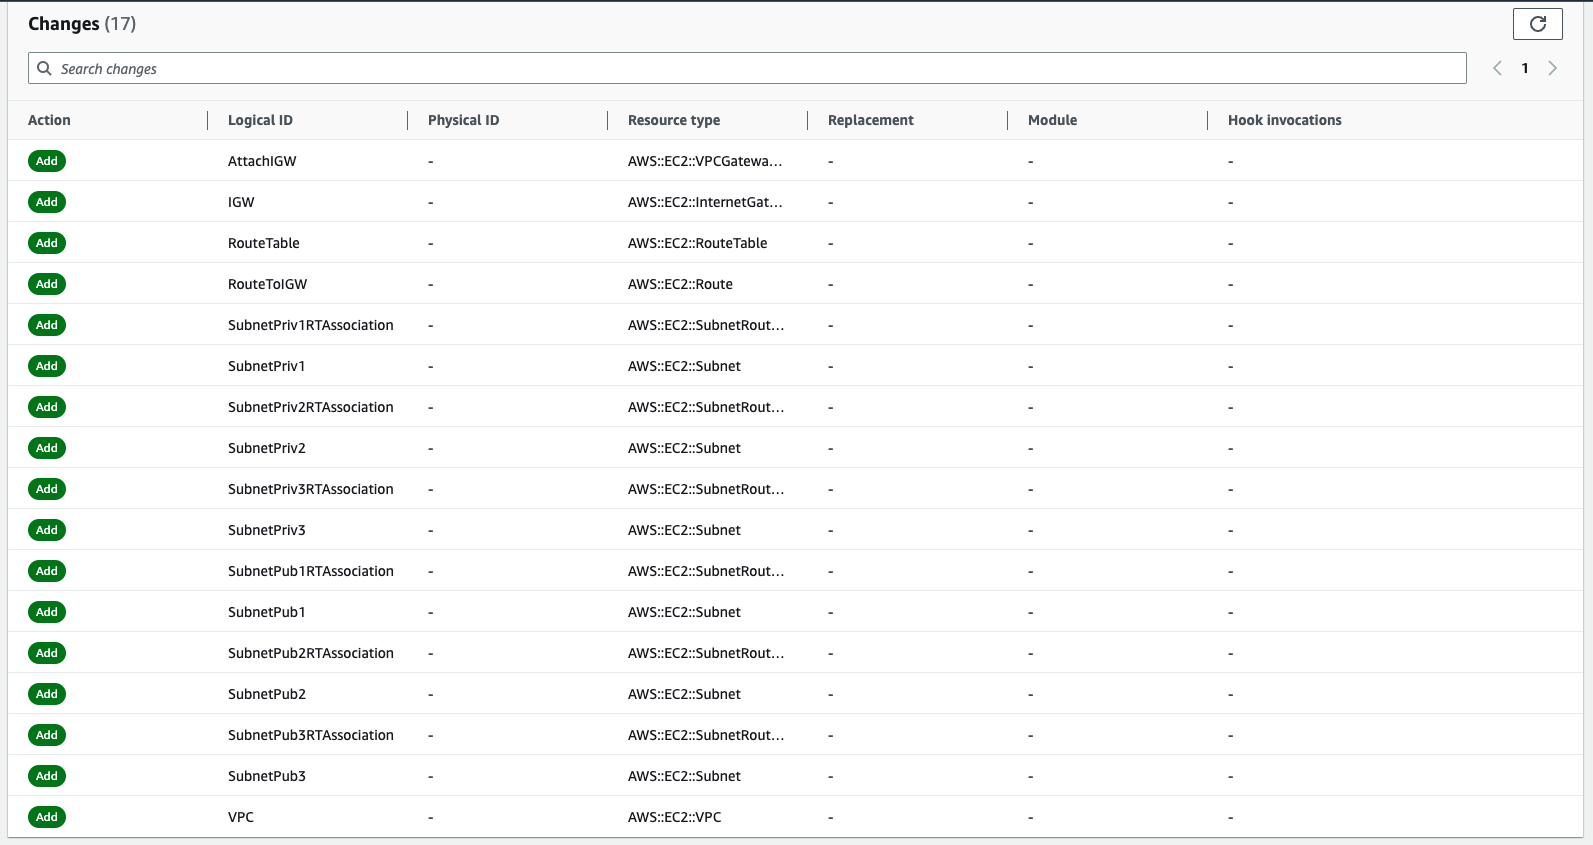 Changes (17)
Search changes
1
Action Logical ID Physical ID Resource type Replacement Module Hook invocations
Add AttachIGW - AWS::EC2::VPCGatewa... - - -
Add IGW - AWS::EC2::InternetGat... - - -
Add RouteTable - AWS::EC2::RouteTable - - -
Add RouteToIGW - AWS::EC2::Route - - -
Add SubnetPriv1RTAssociation - AWS::EC2::SubnetRout... - - -
Add SubnetPriv1 - AWS::EC2::Subnet - - -
Add SubnetPriv2RTAssociation - AWS::EC2::SubnetRout... - - -
Add SubnetPriv2 - AWS::EC2::Subnet - - -
Add SubnetPriv3RTAssociation - AWS::EC2::SubnetRout... - - -
Add SubnetPriv3 - AWS::EC2::Subnet - - -
Add SubnetPub1RTAssociation - AWS::EC2::SubnetRout... - - -
Add SubnetPub1 - AWS::EC2::Subnet - - -
Add SubnetPub2RTAssociation - AWS::EC2::SubnetRout... - - -
Add SubnetPub2 - AWS::EC2::Subnet - - -
Add SubnetPub3RTAssociation - AWS::EC2::SubnetRout... - - -
Add SubnetPub3 - AWS::EC2::Subnet - - -
Add VPC - AWS::EC2::VPC - - -